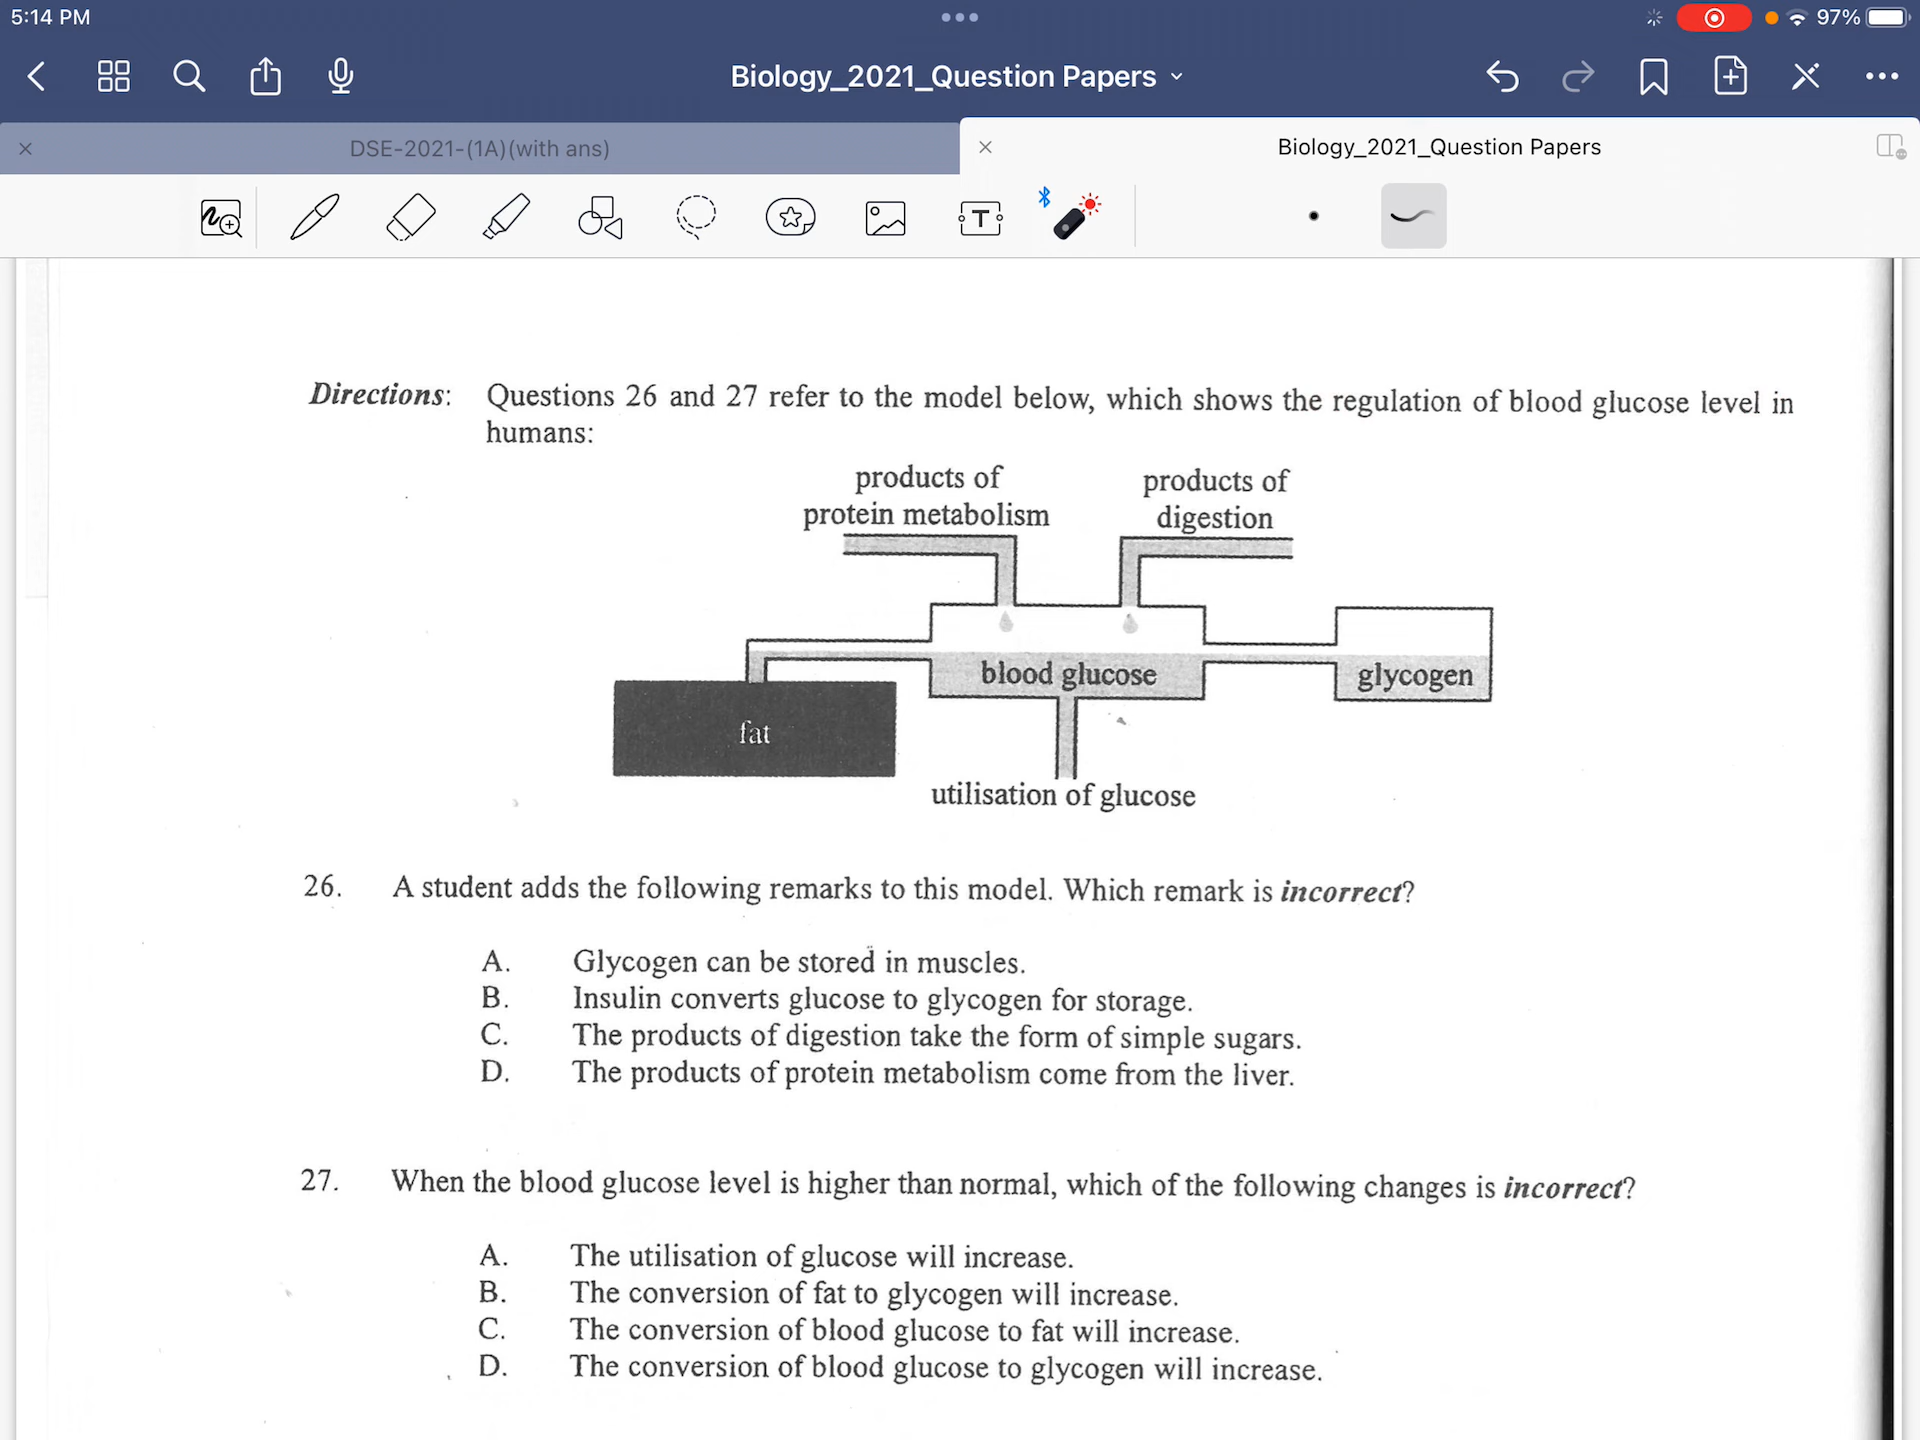 5:14 PM
97%
Biology_2021_Question Papers
DSE-2021-(1A)(with ans)
Biology_2021_Question Papers
T
Directions: Questions 26 and 27 refer to the model below, which shows the regulation of blood glucose level in
humans:
products of
protein metabolism
products of
digestion
blood glucose
glycogen
fat
utilisation of glucose
26. A student adds the following remarks to this model. Which remark is incorrect?
A. Glycogen can be stored in muscles.
B. Insulin converts glucose to glycogen for storage.
C. The products of digestion take the form of simple sugars.
D. The products of protein metabolism come from the liver.
27. When the blood glucose level is higher than normal, which of the following changes is incorrect?
A. The utilisation of glucose will increase.
B. The conversion of fat to glycogen will increase.
C. The conversion of blood glucose to fat will increase.
D. The conversion of blood glucose to glycogen will increase.